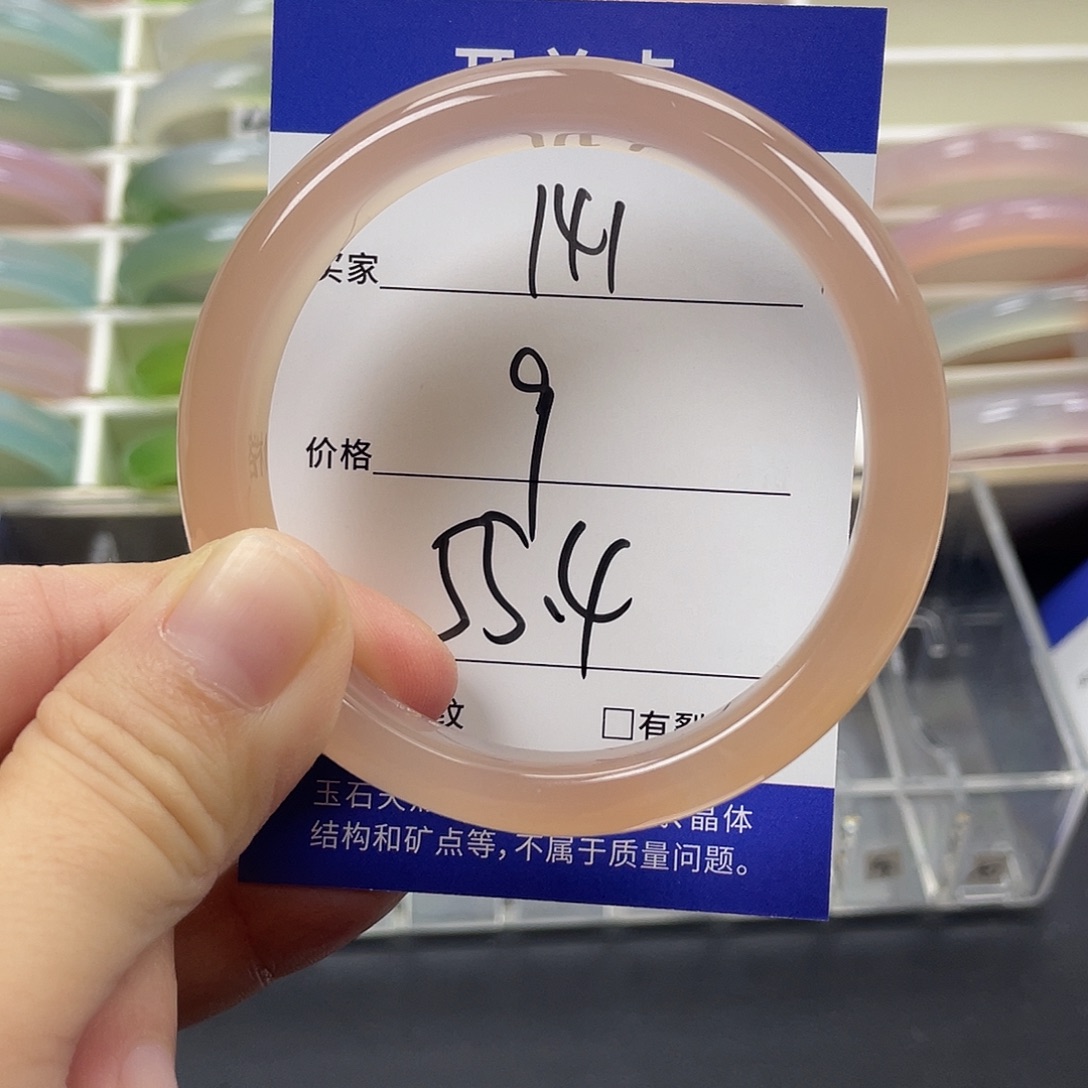 买家 141
价格 9
55.4
纹 □有裂
玉石天
晶体
结构和矿点等,不属于质量问题。